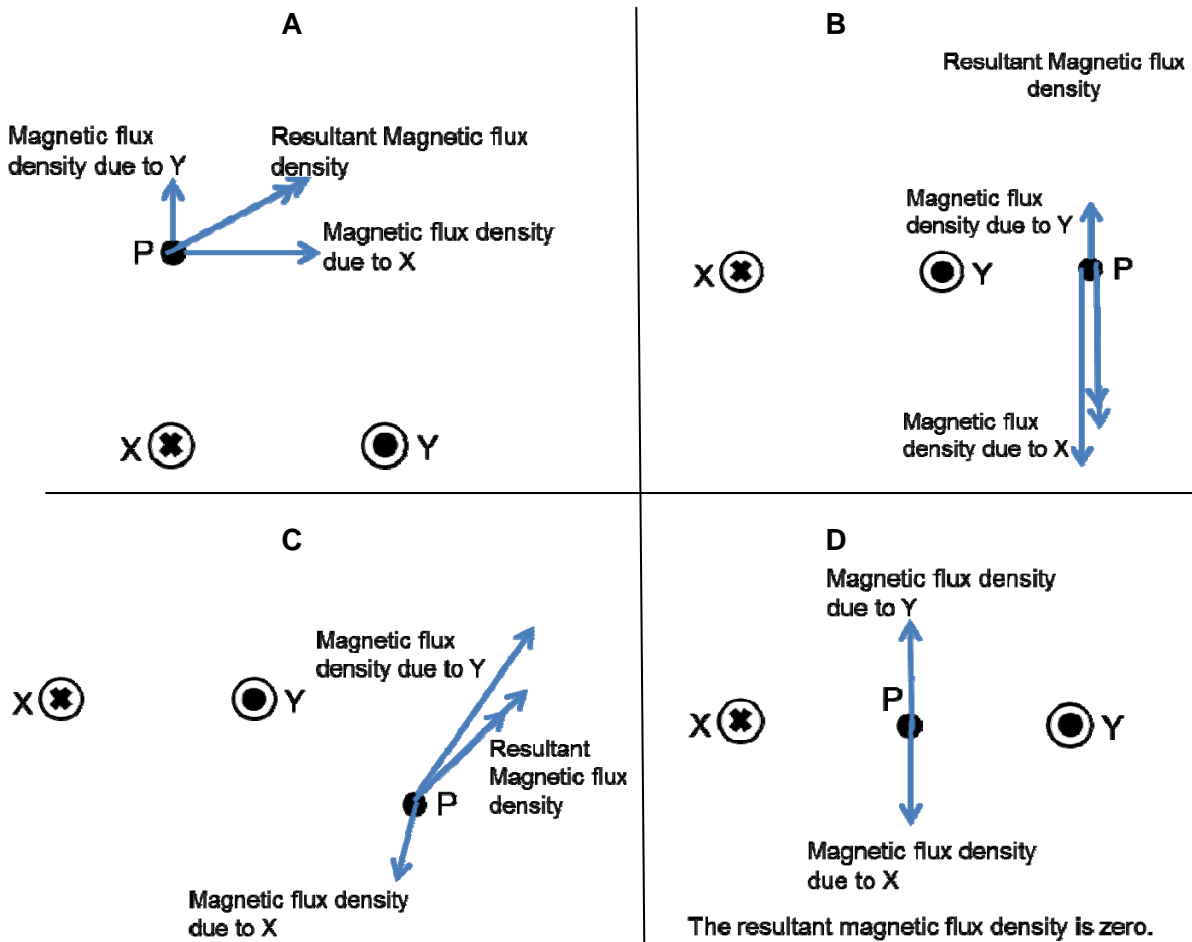 A
Magnetic flux
density due to Y
Resultant Magnetic flux
density
P
Magnetic flux density
due to X
X
Y
B
Resultant Magnetic flux
density
Magnetic flux
density due to Y
X
Y
P
Magnetic flux
density due to X
C
Magnetic flux
density due to Y
X
Y
Resultant
Magnetic flux
density
P
Magnetic flux density
due to X
D
Magnetic flux density
due to Y
P
X
Y
Magnetic flux density
due to X
The resultant magnetic flux density is zero.